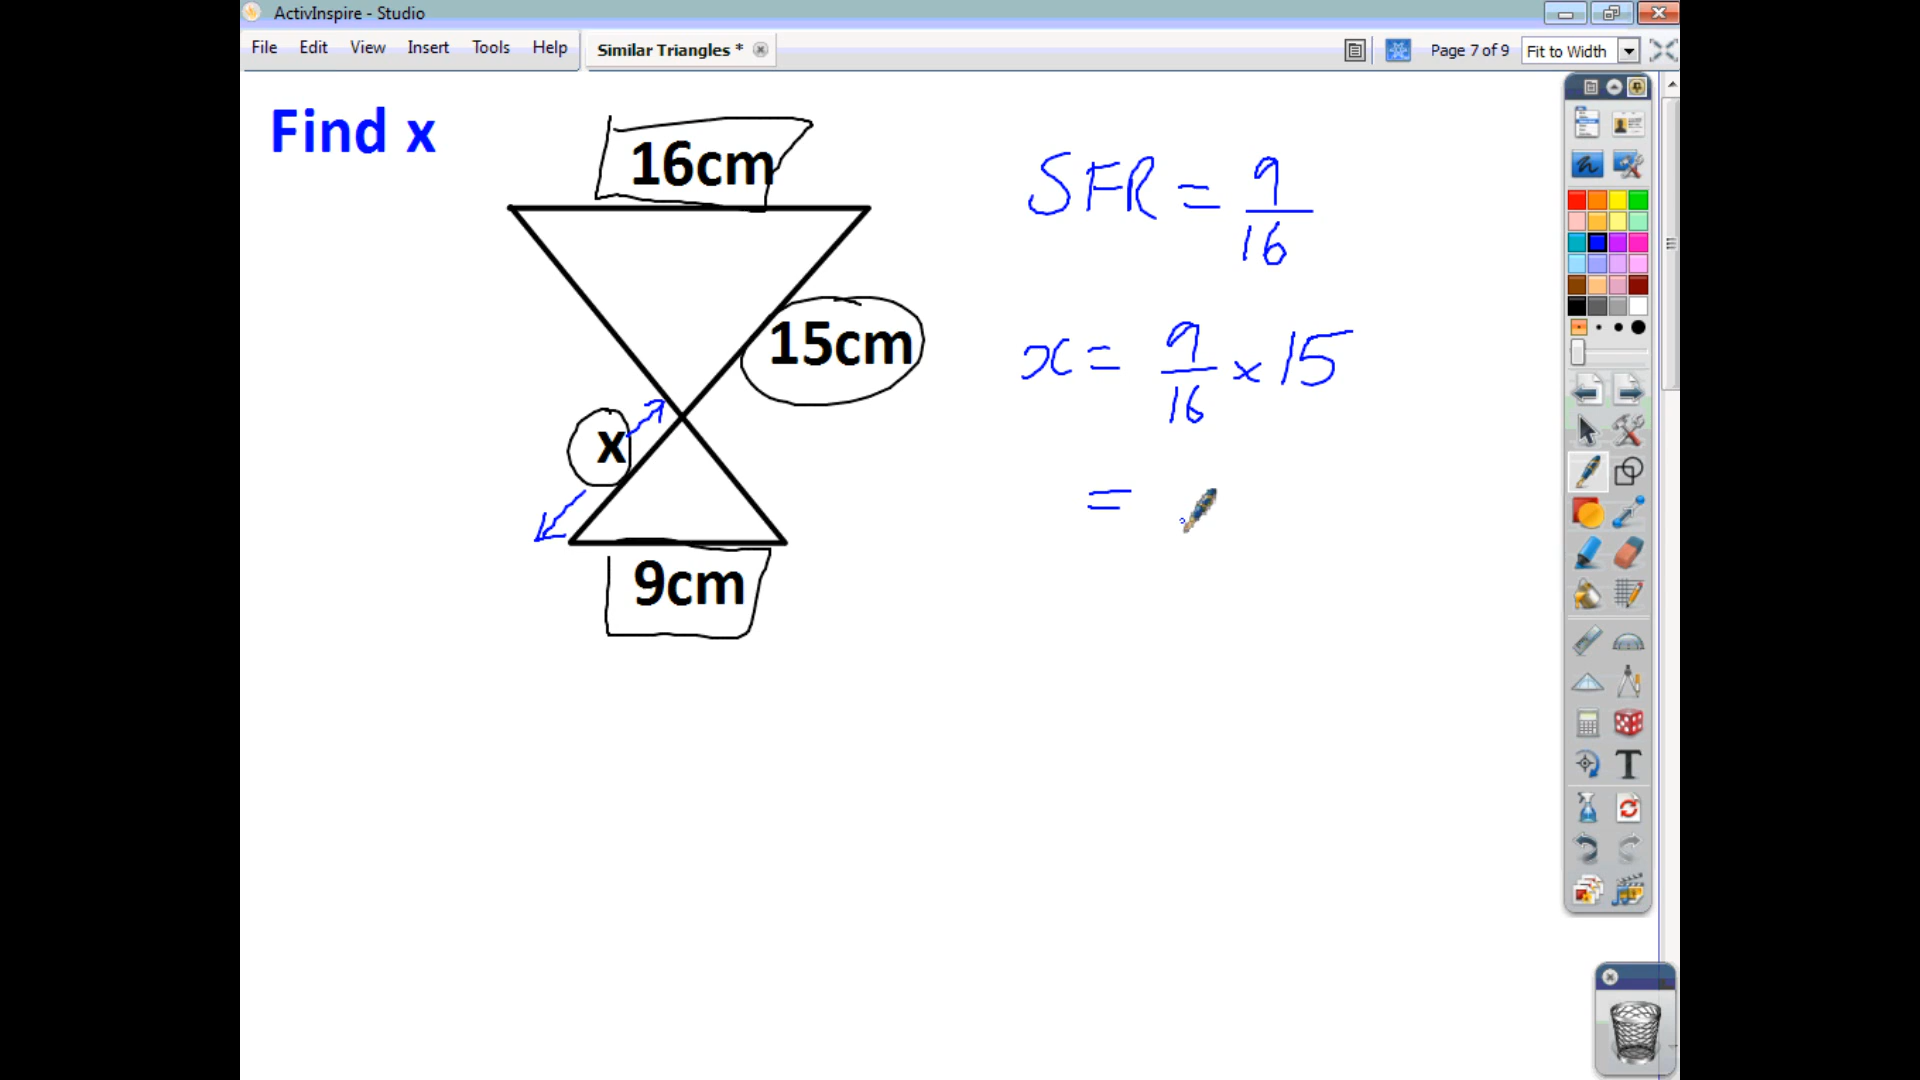 ActivInspire - Studio
File Edit View Insert Tools Help
Similar Triangles *
Page 7 of 9
Fit to Width
Find x
16cm
15cm
x
9cm
SFR = 9/16
x = 9/16 × 15
=
T